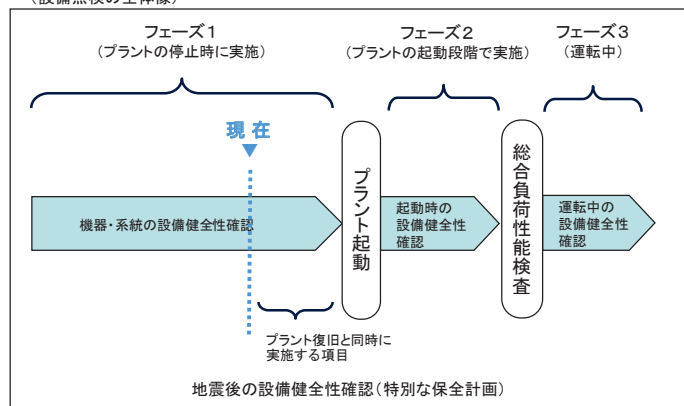 （設備点検の全体像）
フェーズ１
（プラントの停止時に実施）
フェーズ２
（プラントの起動段階で実施）
フェーズ３
（運転中）
現 在
機器・系統の設備健全性確認
プラント起動
起動時の
設備健全性
確認
総合負荷性能検査
運転中の
設備健全性
確認
プラント復旧と同時に
実施する項目
地震後の設備健全性確認（特別な保全計画）